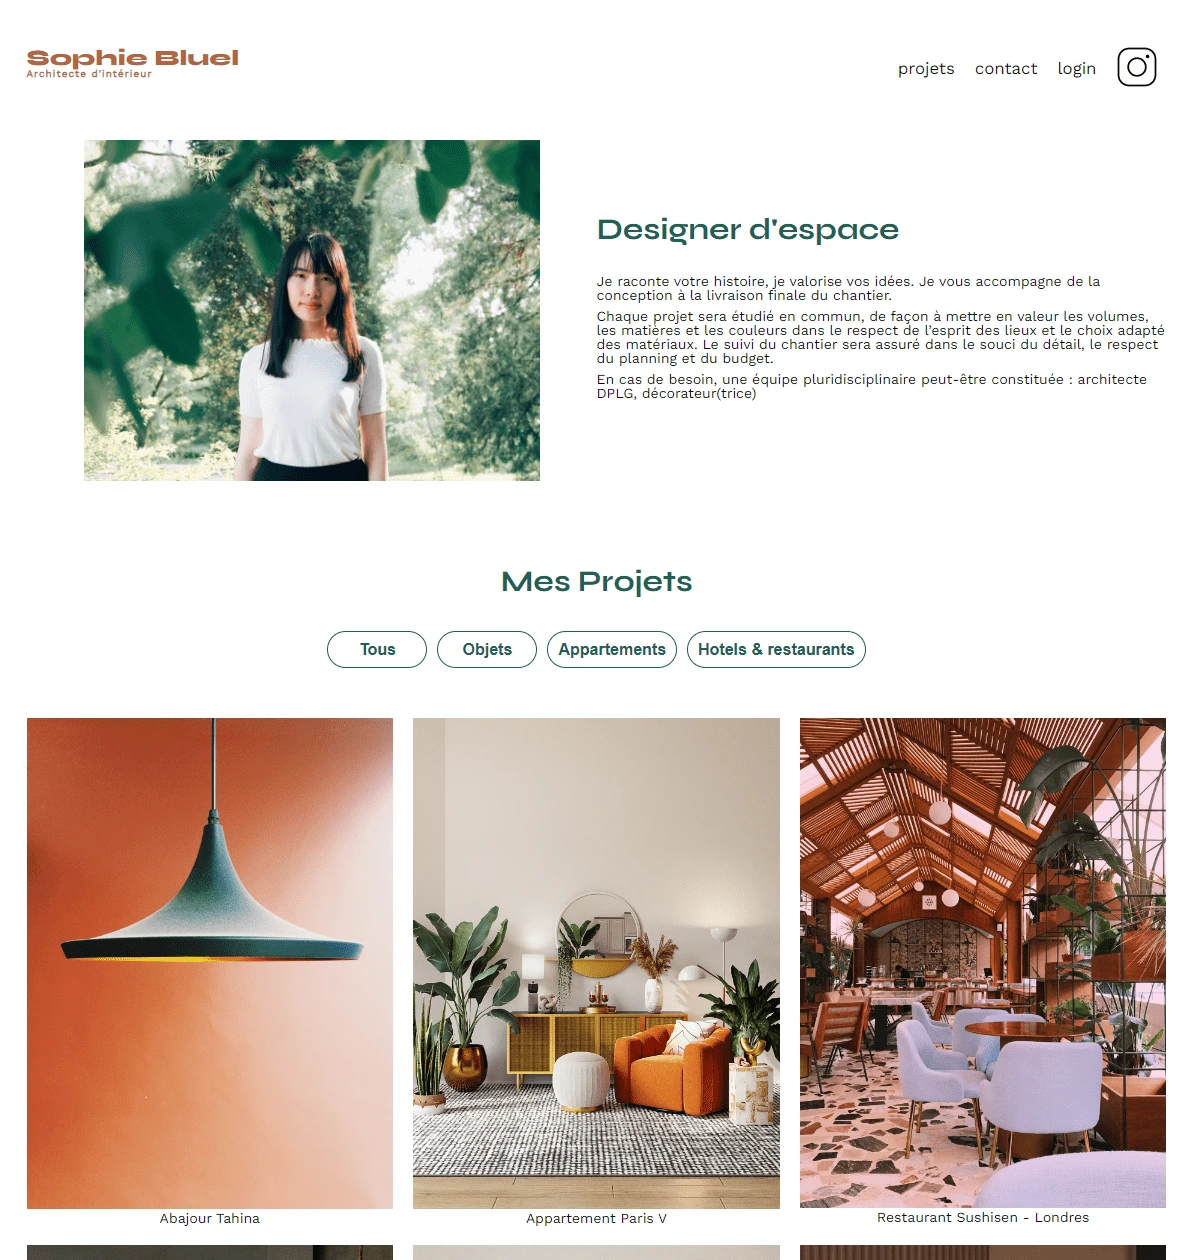 Sophie Bluel
Architecte d'intérieur
projets
contact
login
Designer d'espace
Je raconte votre histoire, je valorise vos idées. Je vous accompagne de la
conception à la livraison finale du chantier.
Chaque projet sera étudié en commun, de façon à mettre en valeur les volumes,
les matières et les couleurs dans le respect de l’esprit des lieux et le choix adapté
des matériaux. Le suivi du chantier sera assuré dans le souci du détail, le respect
du planning et du budget.
En cas de besoin, une équipe pluridisciplinaire peut-être constituée : architecte
DPLG, décorateur(trice)
Mes Projets
Tous
Objets
Appartements
Hotels & restaurants
Abajour Tahina
Appartement Paris V
Restaurant Sushisen - Londres